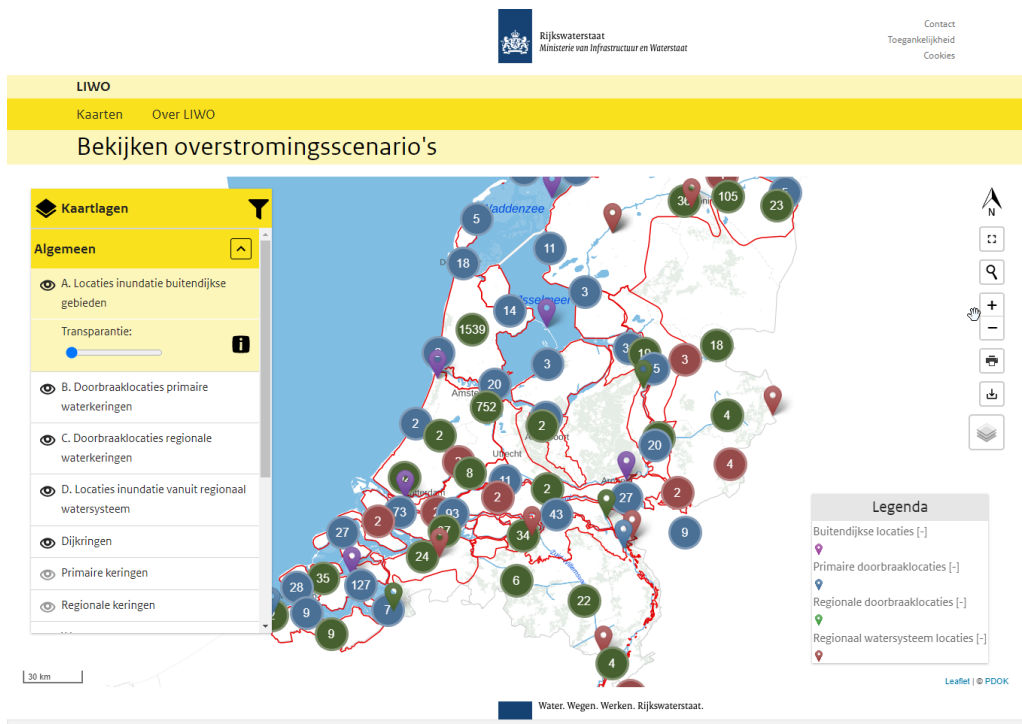 Rijkswaterstaat
Ministerie van Infrastructuur en Waterstaat
Contact
Toegankelijkheid
Cookies
LIWO
Kaarten Over LIWO
Bekijken overstromingsscenario's
Kaartlagen
Algemeen
A. Locaties inundatie buitendijkse
gebieden
Transparantie:
B. Doorbraaklocaties primaire
waterkeringen
C. Doorbraaklocaties regionale
waterkeringen
D. Locaties inundatie vanuit regionaal
watersysteem
Dijkringen
Primaire keringen
Regionale keringen
30 km
5
105
23
5
18
11
3
14
1539
3
18
3
5
20
752
4
2
2
2
20
4
8
11
2
2
27
2
73
93
43
2
27
34
9
24
35
127
28
6
22
9
7
9
4
Utrecht
N
+
−
Legenda
Buitendijkse locaties [-]
Primaire doorbraaklocaties [-]
Regionale doorbraaklocaties [-]
Regionaal watersysteem locaties [-]
Leaflet | © PDOK
Water. Wegen. Werken. Rijkswaterstaat.